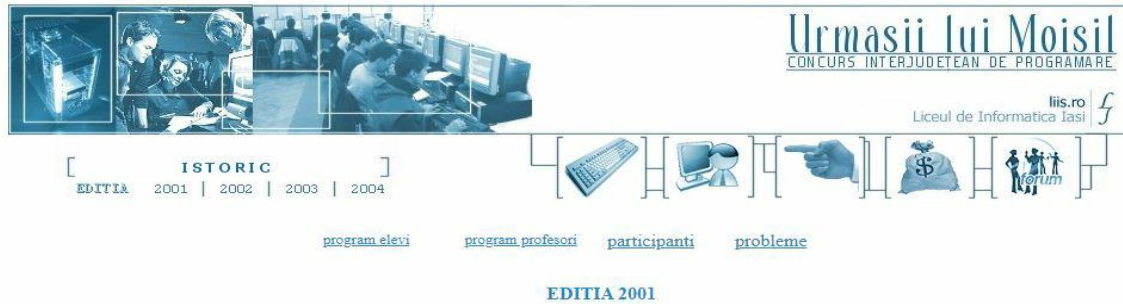 Urmasii lui Moisil
CONCURS INTERJUDEȚEAN DE PROGRAMARE
liis.ro
Liceul de Informatica Iasi
ISTORIC
EDITIA 2001 | 2002 | 2003 | 2004
$
forum
program elevi program profesori participanti probleme
EDITIA 2001